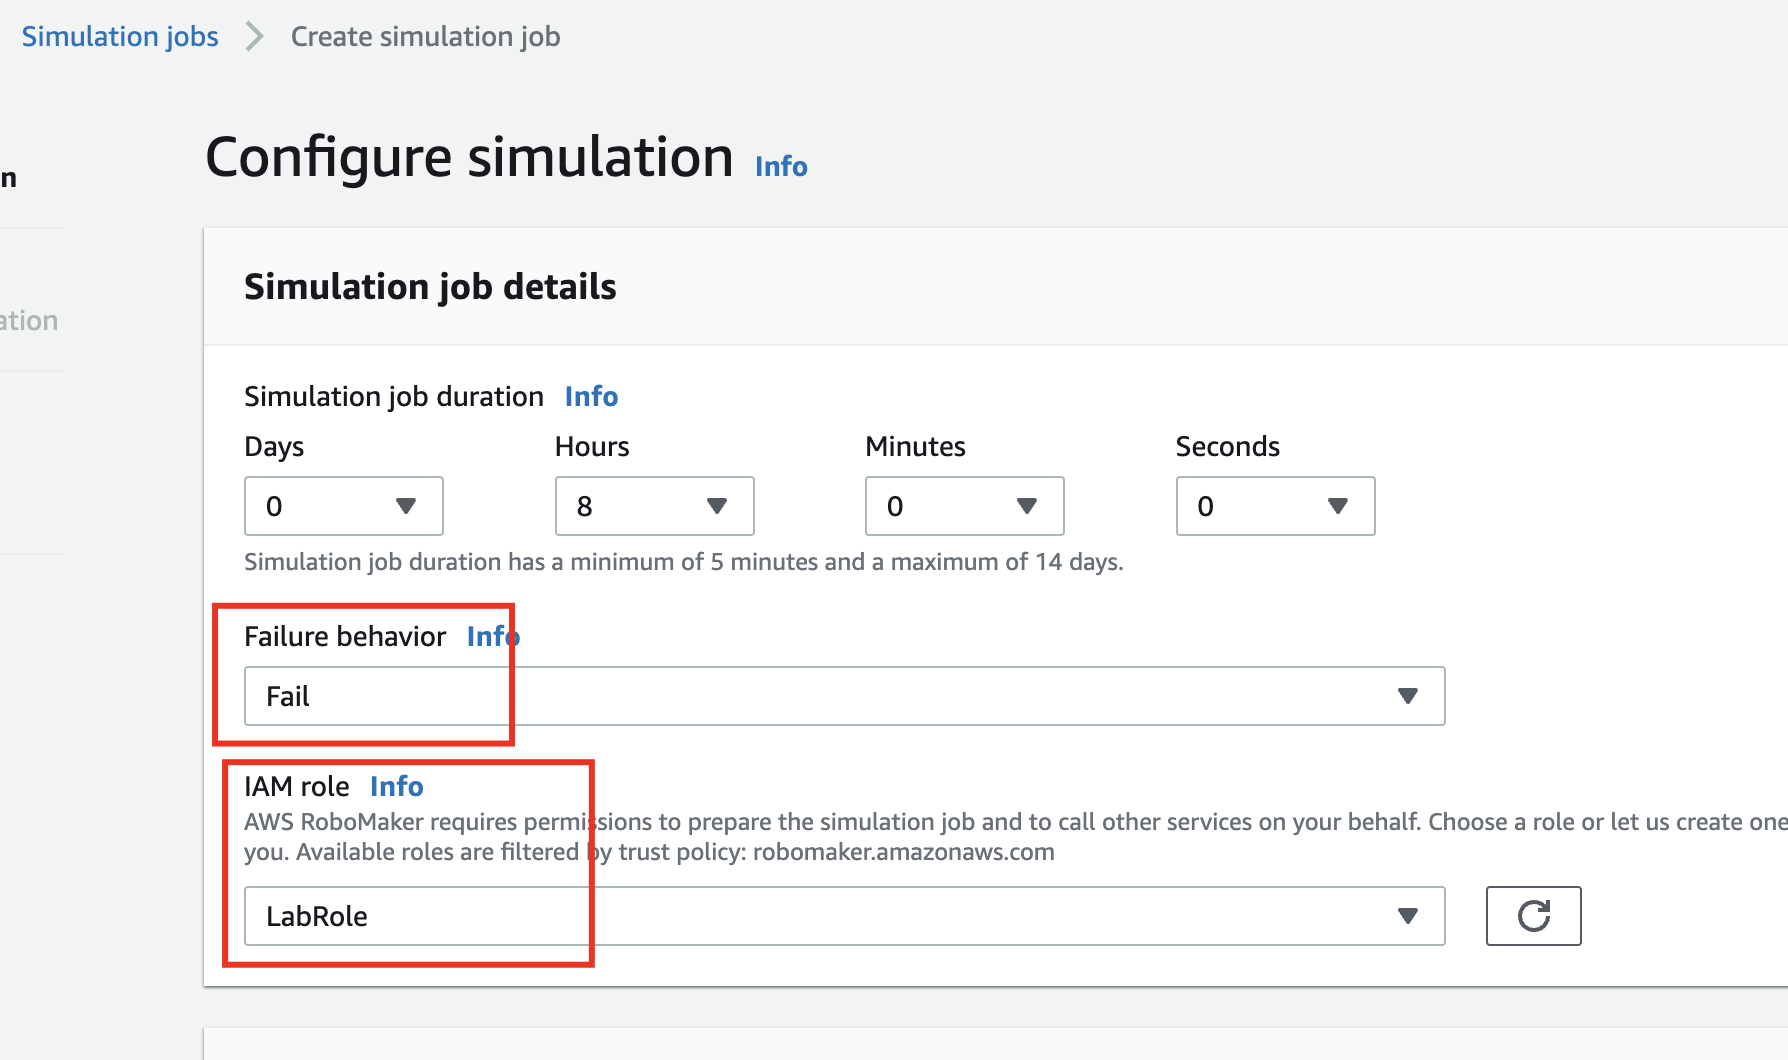 Simulation jobs Create simulation job
Configure simulation Info
n
Simulation job details
ation
Simulation job duration Info
Days Hours Minutes Seconds
0 8 0 0
Simulation job duration has a minimum of 5 minutes and a maximum of 14 days.
Failure behavior Info
Fail
IAM role Info
AWS RoboMaker requires permissions to prepare the simulation job and to call other services on your behalf. Choose a role or let us create one
you. Available roles are filtered by trust policy: robomaker.amazonaws.com
LabRole